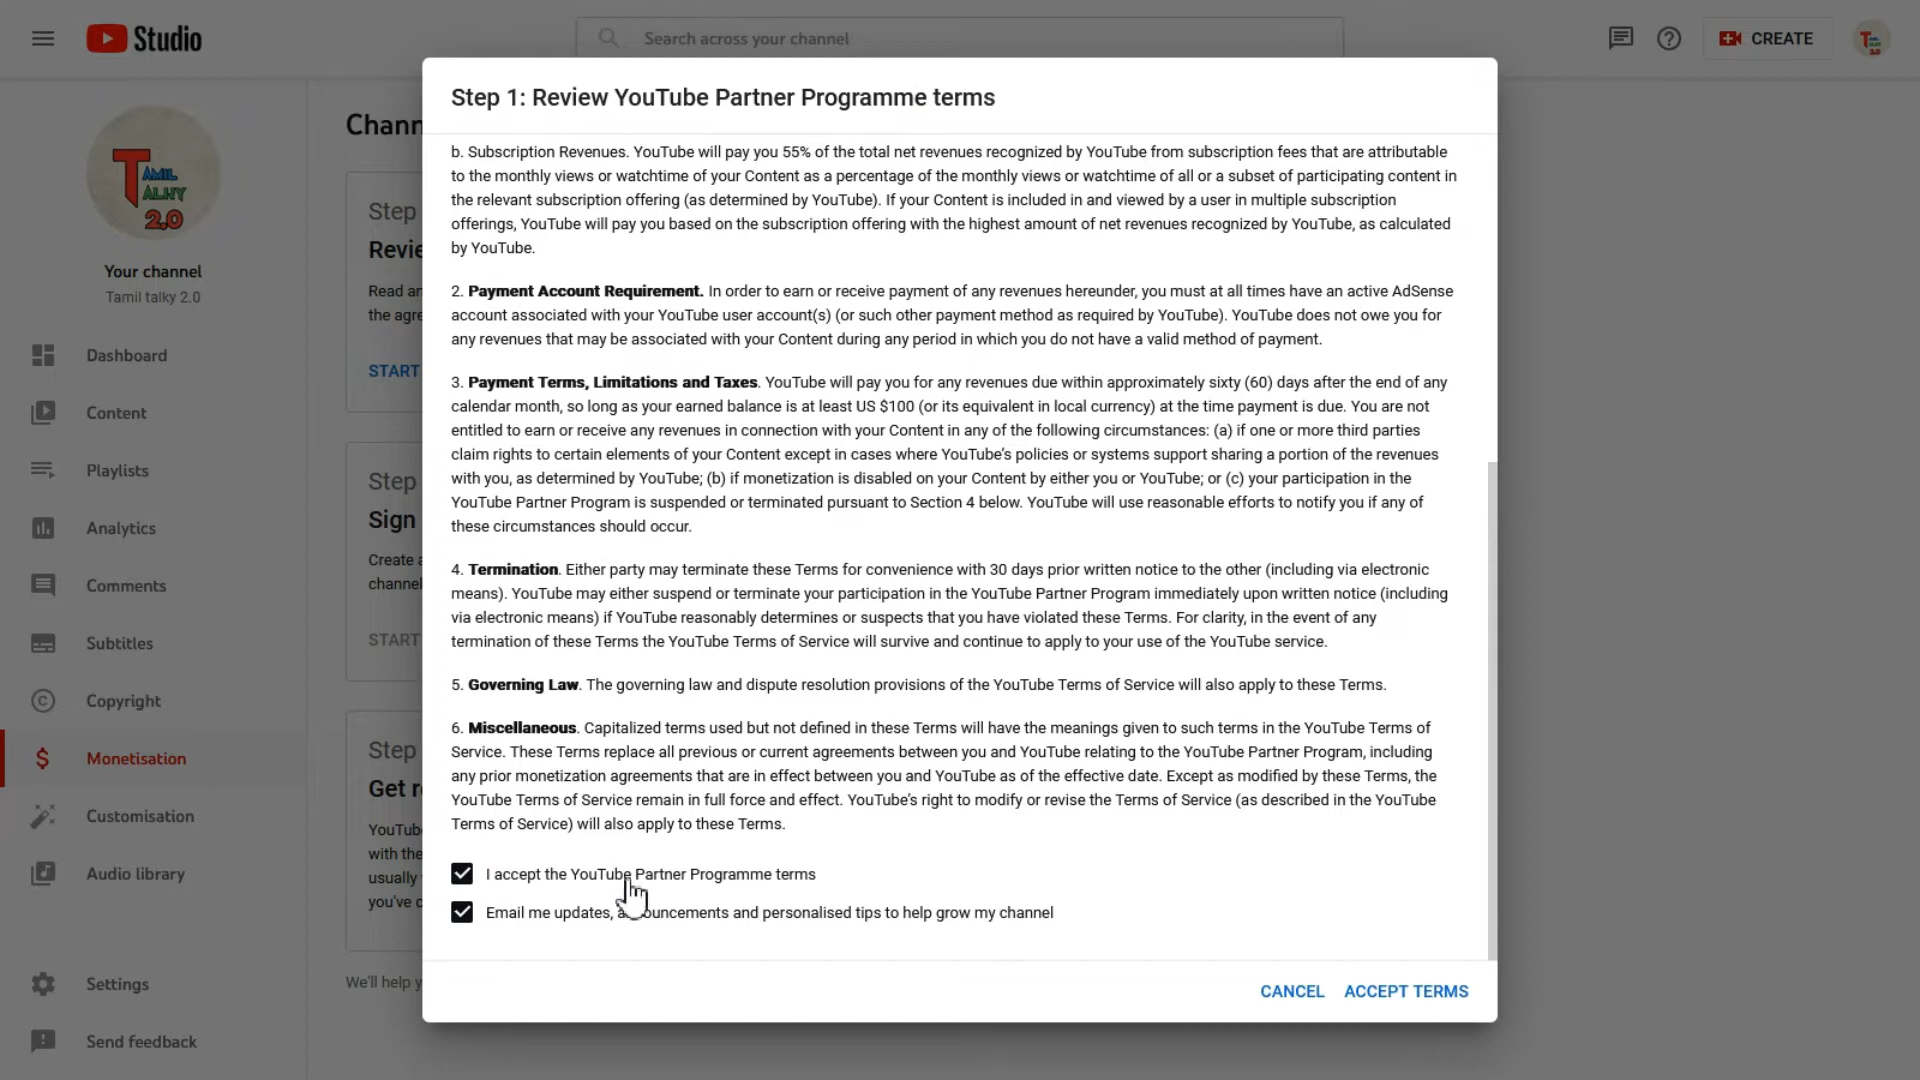 Studio
Search across your channel
CREATE
TAMIL
TALKY
2.0
Your channel
Tamil talky 2.0
Dashboard
Content
Playlists
Analytics
Comments
Subtitles
Copyright
Monetisation
Customisation
Audio library
Settings
Send feedback
Step
Read
START
Step
Sign
Create
channel
START
Step
Get
with
usually
We'll help
Step 1: Review YouTube Partner Programme terms
b. Subscription Revenues. YouTube will pay you 55% of the total net revenues recognized by YouTube from subscription fees that are attributable
to the monthly views or watchtime of your Content as a percentage of the monthly views or watchtime of all or a subset of participating content in
the relevant subscription offering (as determined by YouTube). If your Content is included in and viewed by a user in multiple subscription
offerings, YouTube will pay you based on the subscription offering with the highest amount of net revenues recognized by YouTube, as calculated
by YouTube.
2. Payment Account Requirement. In order to earn or receive payment of any revenues hereunder, you must at all times have an active AdSense
account associated with your YouTube user account(s) (or such other payment method as required by YouTube). YouTube does not owe you for
any revenues that may be associated with your Content during any period in which you do not have a valid method of payment.
3. Payment Terms, Limitations and Taxes. YouTube will pay you for any revenues due within approximately sixty (60) days after the end of any
calendar month, so long as your earned balance is at least US $100 (or its equivalent in local currency) at the time payment is due. You are not
entitled to earn or receive any revenues in connection with your Content in any of the following circumstances: (a) if one or more third parties
claim rights to certain elements of your Content except in cases where YouTube's policies or systems support sharing a portion of the revenues
with you, as determined by YouTube; (b) if monetization is disabled on your Content by either you or YouTube; or (c) your participation in the
YouTube Partner Program is suspended or terminated pursuant to Section 4 below. YouTube will use reasonable efforts to notify you if any of
these circumstances should occur.
4. Termination. Either party may terminate these Terms for convenience with 30 days prior written notice to the other (including via electronic
means). YouTube may either suspend or terminate your participation in the YouTube Partner Program immediately upon written notice (including
via electronic means) if YouTube reasonably determines or suspects that you have violated these Terms. For clarity, in the event of any
termination of these Terms the YouTube Terms of Service will survive and continue to apply to your use of the YouTube service.
5. Governing Law. The governing law and dispute resolution provisions of the YouTube Terms of Service will also apply to these Terms.
6. Miscellaneous. Capitalized terms used but not defined in these Terms will have the meanings given to such terms in the YouTube Terms of
Service. These Terms replace all previous or current agreements between you and YouTube relating to the YouTube Partner Program, including
any prior monetization agreements that are in effect between you and YouTube as of the effective date. Except as modified by these Terms, the
YouTube Terms of Service remain in full force and effect. YouTube's right to modify or revise the Terms of Service (as described in the YouTube
Terms of Service) will also apply to these Terms.
I accept the YouTube Partner Programme terms
Email me updates, announcements and personalised tips to help grow my channel
CANCEL
ACCEPT TERMS